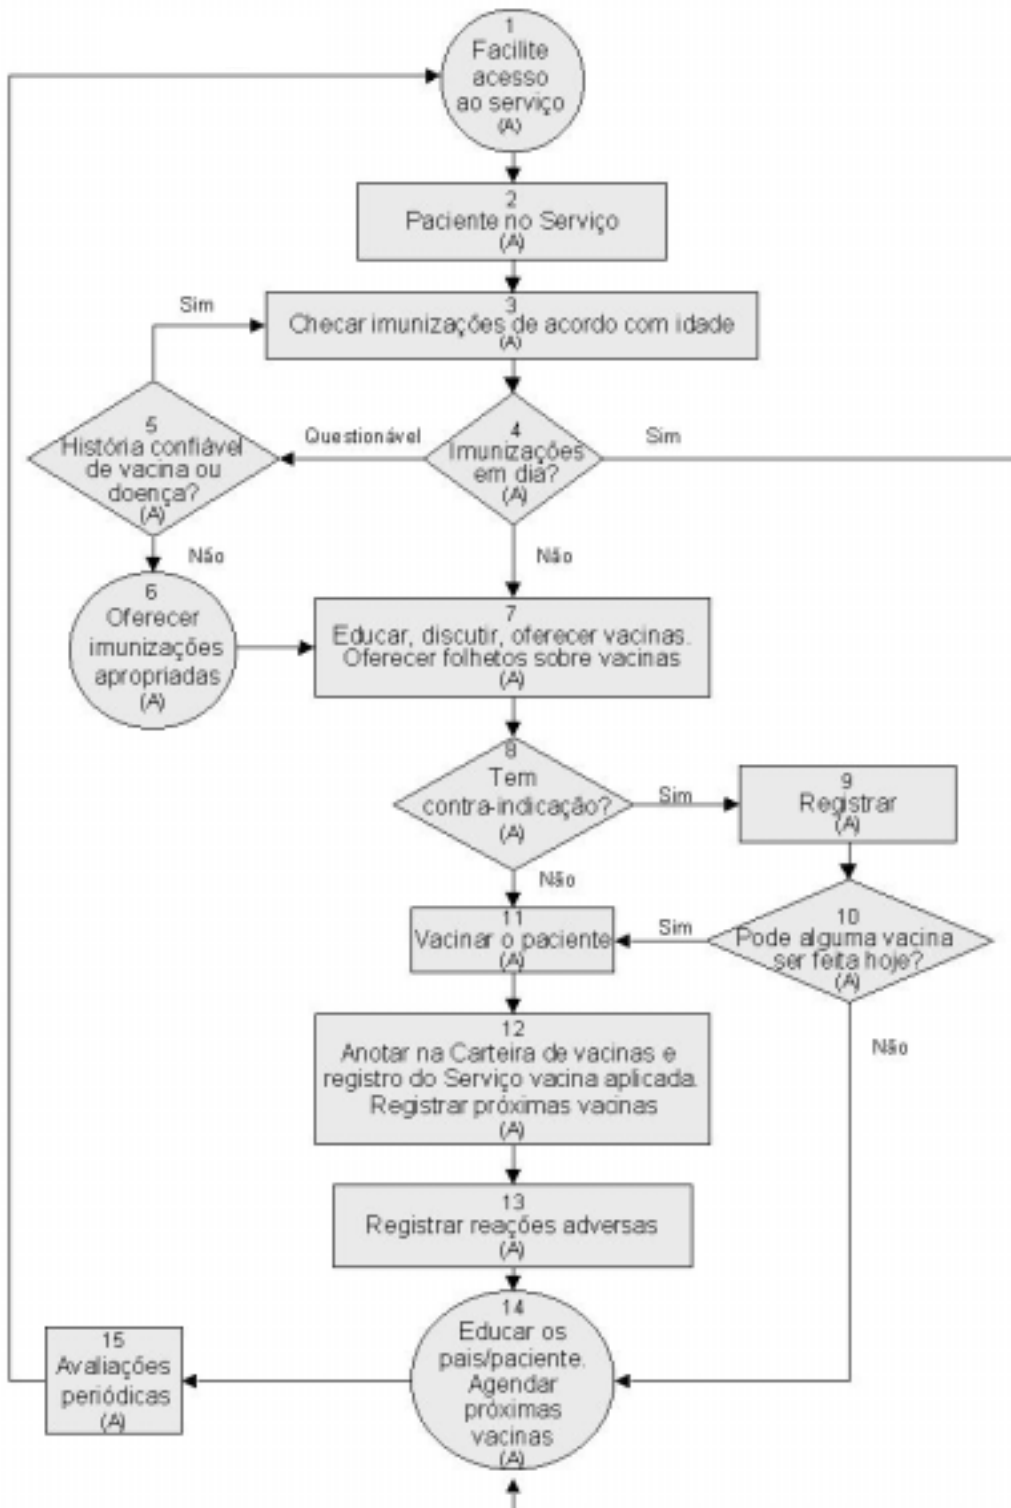 1
Facilite
acesso
ao serviço
(A)
2
Paciente no Serviço
(A)
Sim
3
Checar imunizações de acordo com idade
(A)
5
História confiável
de vacina ou
doença?
(A)
Questionável
4
Imunizações
em dia?
(A)
Sim
Não
Não
6
Oferecer
imunizações
apropriadas
(A)
7
Educar, discutir, oferecer vacinas.
Oferecer folhetos sobre vacinas
(A)
8
Tem
contra-indicação?
(A)
Sim
9
Registrar
(A)
Não
11
Vacinar o paciente
(A)
Sim
10
Pode alguma vacina
ser feita hoje?
(A)
Não
12
Anotar na Carteira de vacinas e
registro do Serviço vacina aplicada.
Registrar próximas vacinas
(A)
13
Registrar reações adversas
(A)
14
Educar os
pais/paciente.
Agendar
próximas
vacinas
(A)
15
Avaliações
periódicas
(A)